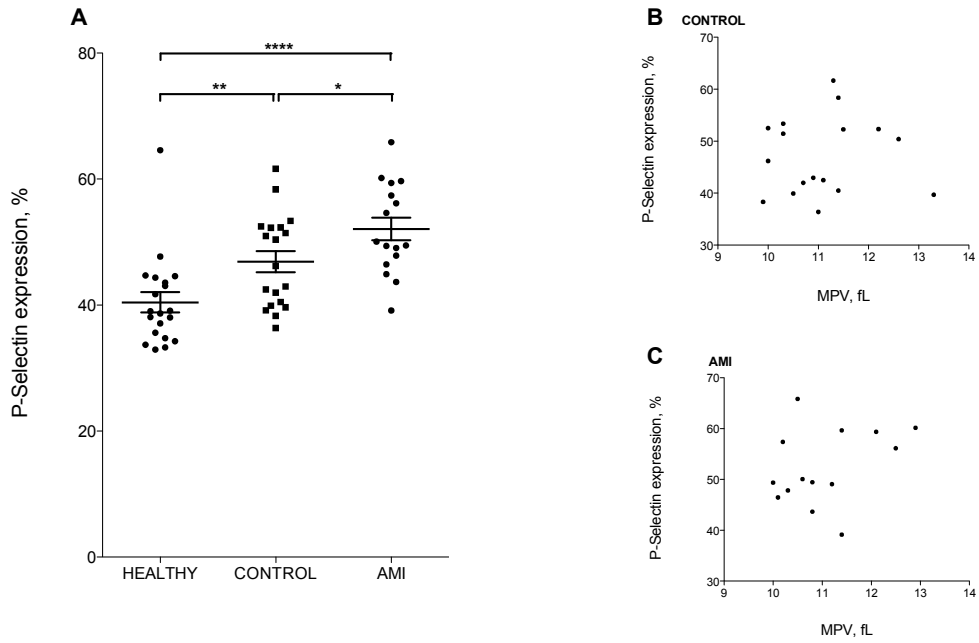 A
****
**
*
P-Selectin expression, %
80
60
40
20
0
HEALTHY CONTROL AMI
B CONTROL
P-Selectin expression, %
70
60
50
40
30
9 10 11 12 13 14
MPV, fL
C AMI
P-Selectin expression, %
70
60
50
40
30
9 10 11 12 13 14
MPV, fL